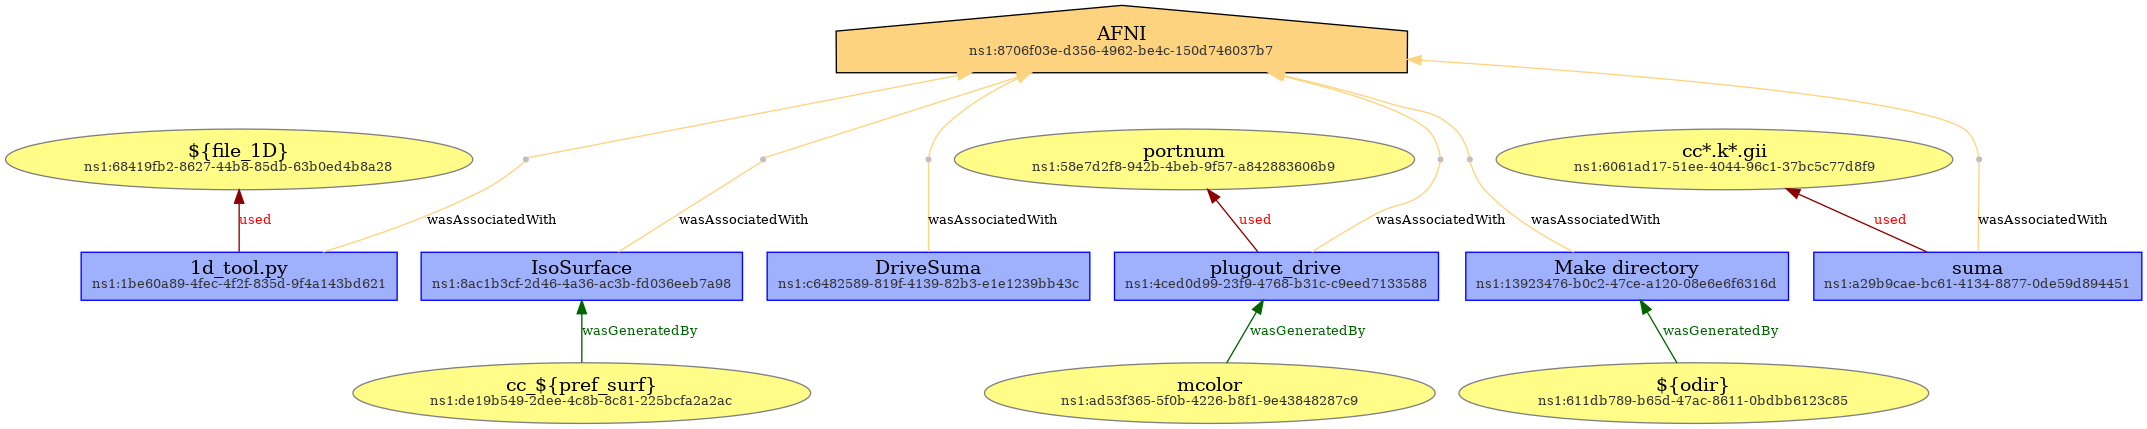 AFNI
ns1:8706f03e-d356-4962-be4c-150d746037b7
${file_1D}
ns1:68419fb2-8627-44b8-85db-63b0ed4b8a28
portnum
ns1:58e7d2f8-942b-4beb-9f57-a842883606b9
cc*.k*.gii
ns1:6061ad17-51ee-4044-96c1-37bc5c77d8f9
used
wasAssociatedWith
wasAssociatedWith
wasAssociatedWith
used
wasAssociatedWith
wasAssociatedWith
used
wasAssociatedWith
1d_tool.py
ns1:1be60a89-4fec-4f2f-835d-9f4a143bd621
IsoSurface
ns1:8ac1b3cf-2d46-4a36-ac3b-fd036eeb7a98
DriveSuma
ns1:c6482589-819f-4139-82b3-e1e1239bb43c
plugout_drive
ns1:4ced0d99-23f9-4768-b31c-c9eed7133588
Make directory
ns1:13923476-b0c2-47ce-a120-08e6e6f6316d
suma
ns1:a29b9cae-bc61-4134-8877-0de59d894451
wasGeneratedBy
wasGeneratedBy
wasGeneratedBy
cc_${pref_surf}
ns1:de19b549-2dee-4c8b-8c81-225bcfa2a2ac
mcolor
ns1:ad53f365-5f0b-4226-b8f1-9e43848287c9
${odir}
ns1:611db789-b65d-47ac-8611-0bdbb6123c85